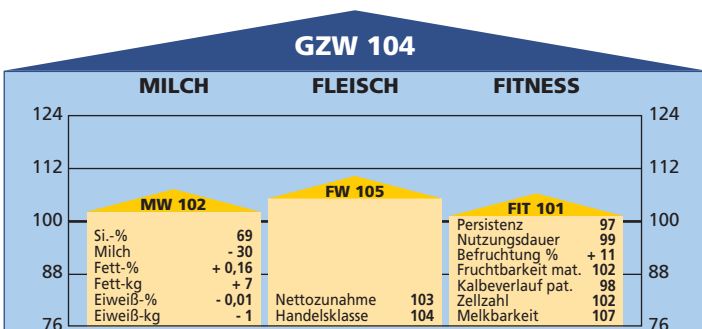 GZW 104
MILCH FLEISCH FITNESS
124 124
112 112
100 100
88 88
76 76
MW 102
Si.-% 69
Milch - 30
Fett-% + 0,16
Fett-kg + 7
Eiweiß-% - 0,01
Eiweiß-kg - 1
FW 105
Nettozunahme 103
Handelsklasse 104
FIT 101
Persistenz 97
Nutzungsdauer 99
Befruchtung % + 11
Fruchtbarkeit mat. 102
Kalbeverlauf pat. 98
Zellzahl 102
Melkbarkeit 107